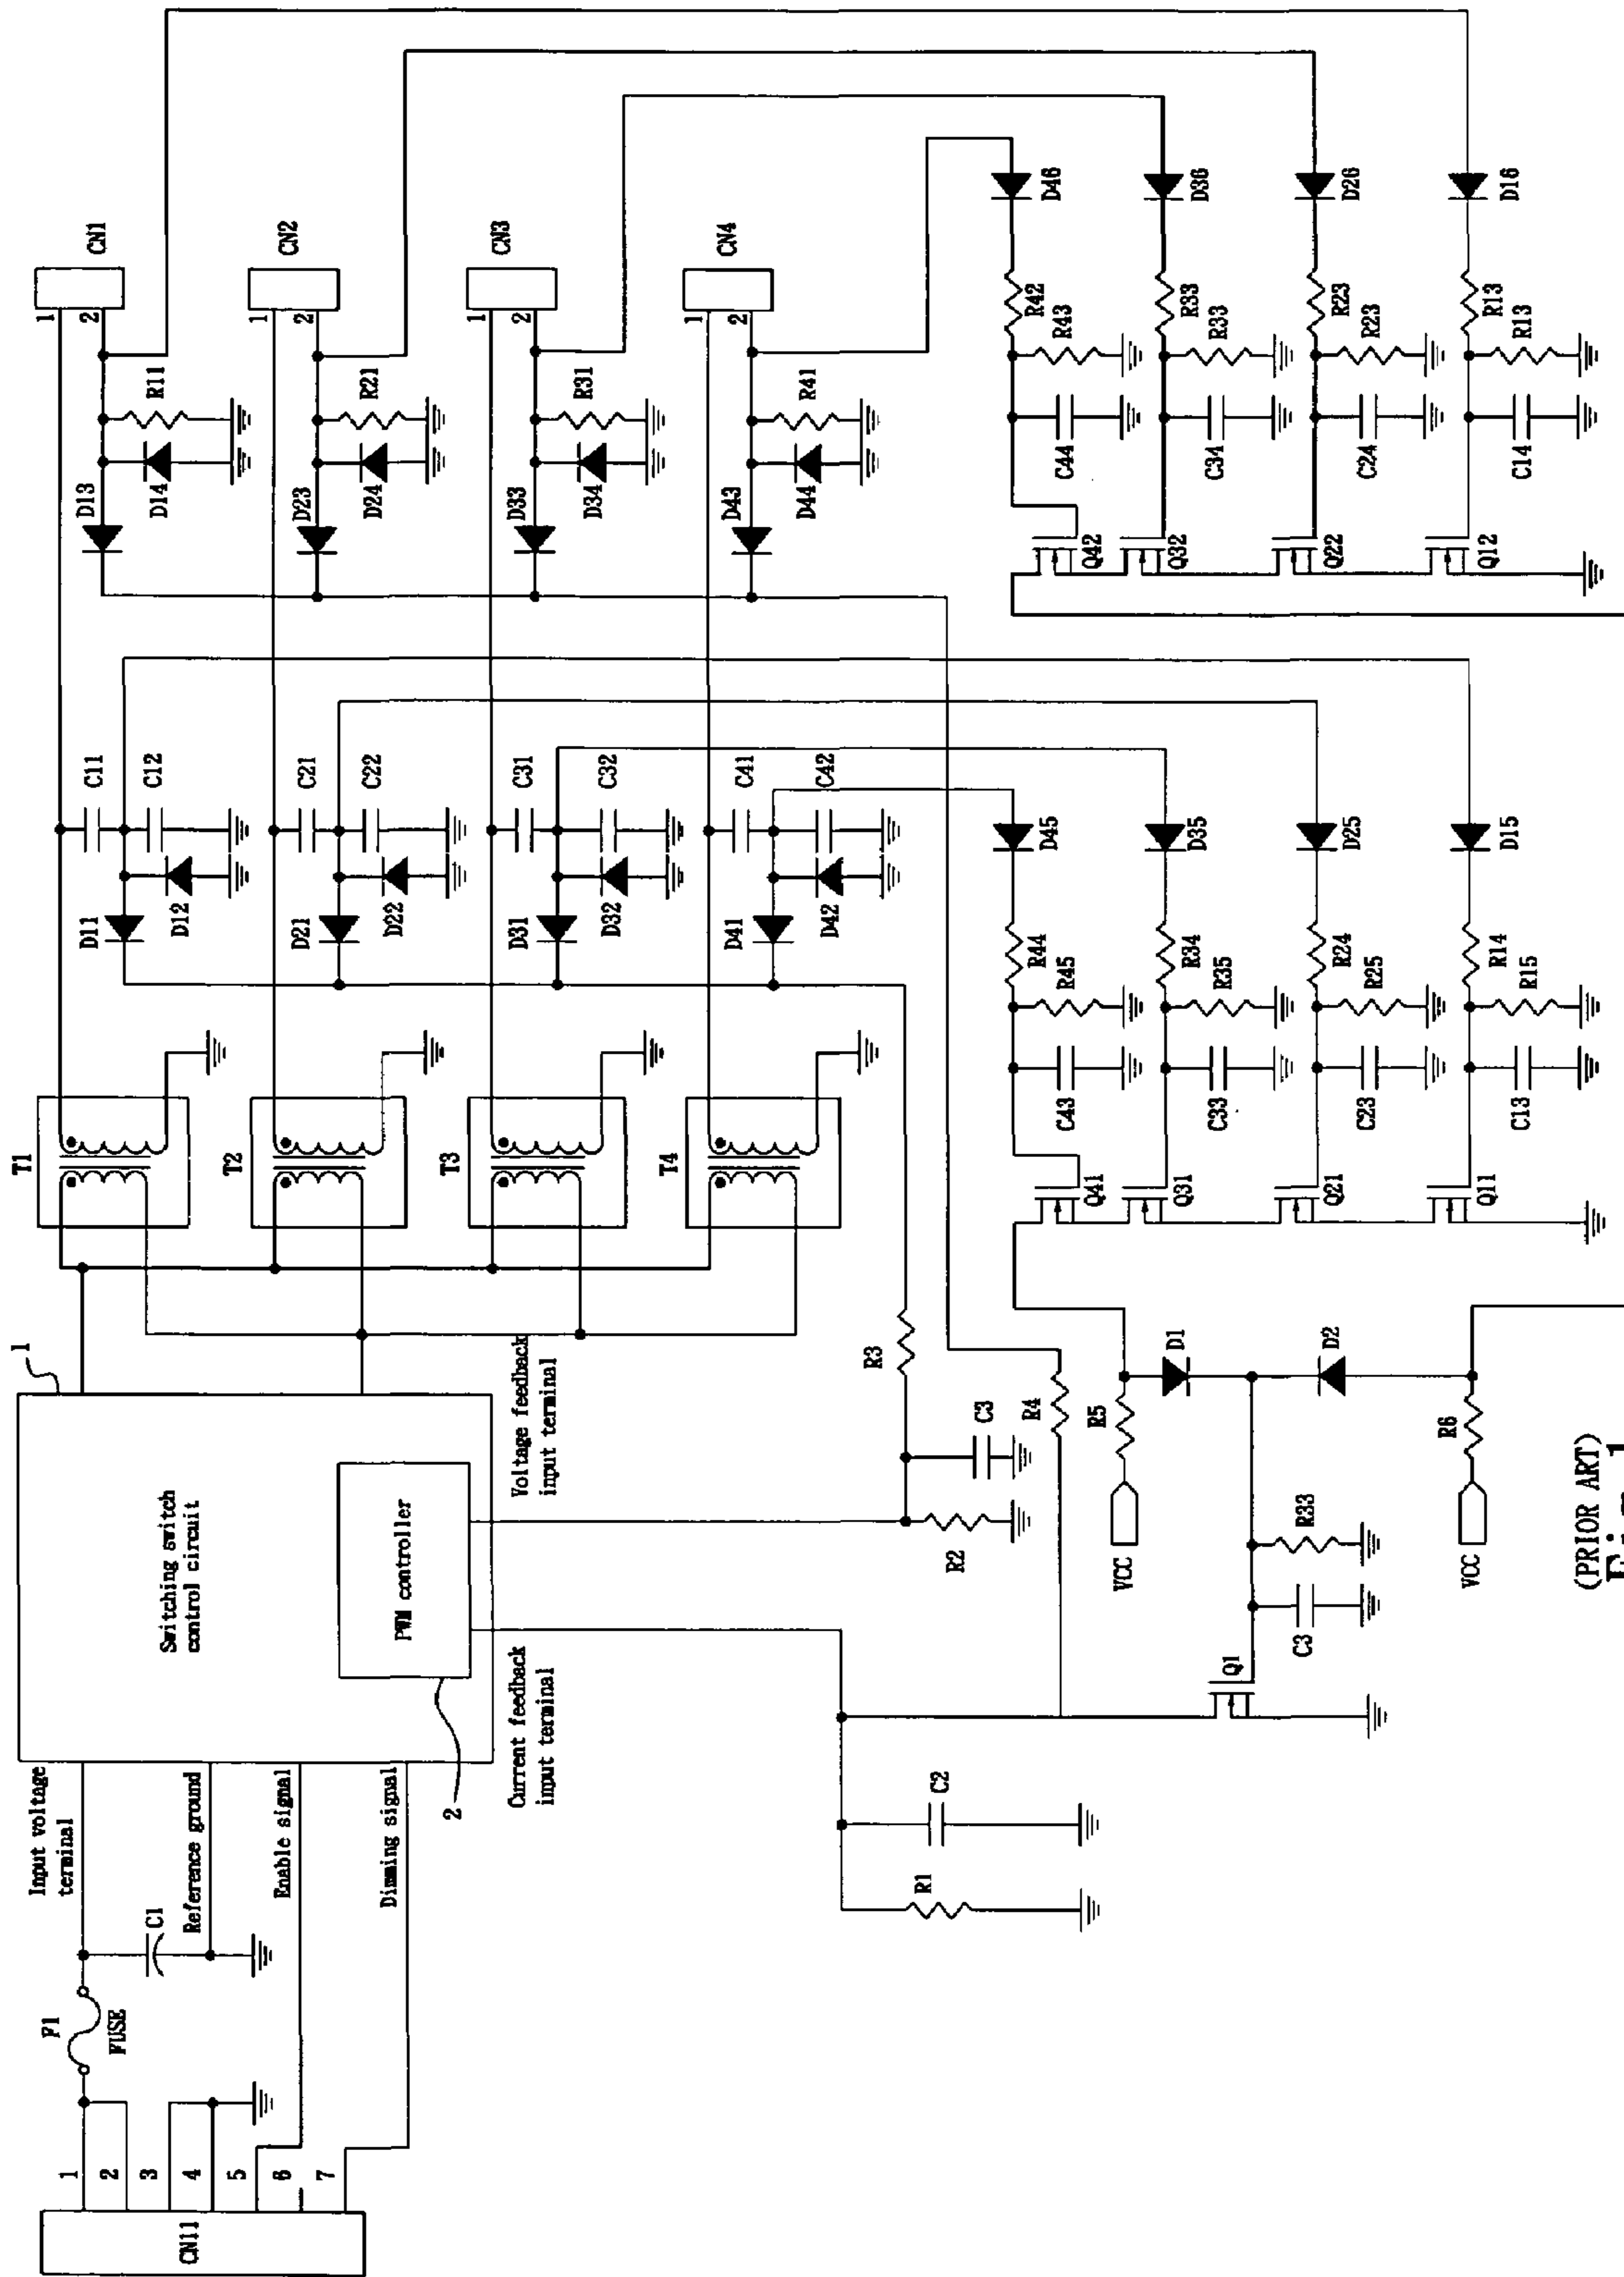 CN11
1
2
3
4
5
6
7
F1
FUSE
C1
Input voltage
terminal
Reference ground
Enable signal
Dimming signal
Switching switch
control circuit
1
PWM controller
2
Current feedback
input terminal
Voltage feedback
input terminal
T1
T2
T3
T4
D11
D12
C11
C12
D21
D22
C21
C22
D31
D32
C31
C32
D41
D42
C41
C42
D13
D14
R11
1
2
CN1
D23
D24
R21
1
2
CN2
D33
D34
R31
1
2
CN3
D43
D44
R41
1
2
CN4
R1
C2
R2
C3
R3
R4
Q1
C3
R33
VCC
R5
D1
D2
VCC
R6
Q41
C43
R45
R44
D45
Q31
C33
R35
R34
D35
Q21
C23
R25
R24
D25
Q11
C13
R15
R14
D15
Q42
C44
R43
R42
D46
Q32
C34
R33
R33
D36
Q22
C24
R23
R23
D26
Q12
C14
R13
R13
D16
(PRIOR ART)
Fig. 1